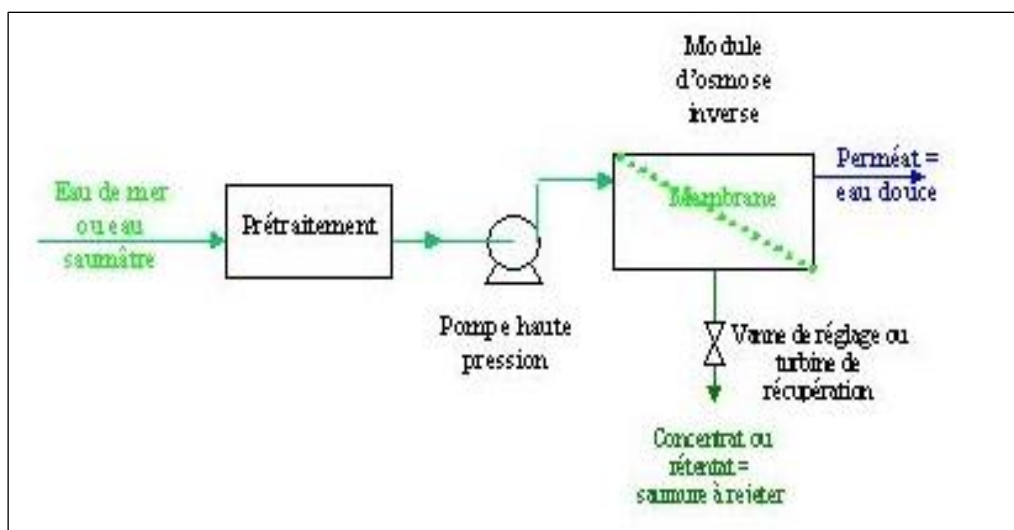 Module
d'osmose
inverse
Eau de mer
ou eau
saumâtre
Prétraitement
Pompe haute
pression
Membrane
Perméat =
eau douce
Vanne de réglage ou
turbine de
récupération
Concentrat ou
rétentat =
saumure à rejeter